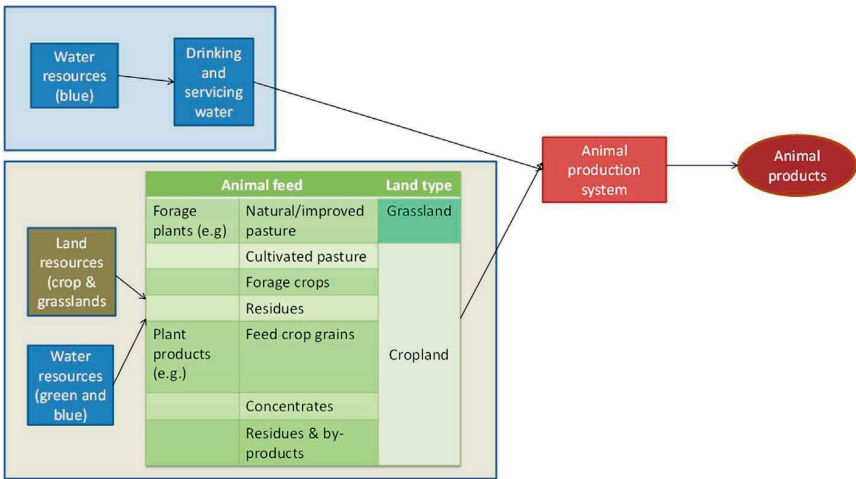 Water
resources
(blue)
Drinking
and
servicing
water
Animal
production
system
Animal
products
Land
resources
(crop &
grasslands
Water
resources
(green and
blue)
Animal feed Land type
Forage Natural/improved Grassland
plants (e.g) pasture
Cultivated pasture
Forage crops
Residues
Plant Feed crop grains
products Cropland
(e.g.)
Concentrates
Residues & by-
products